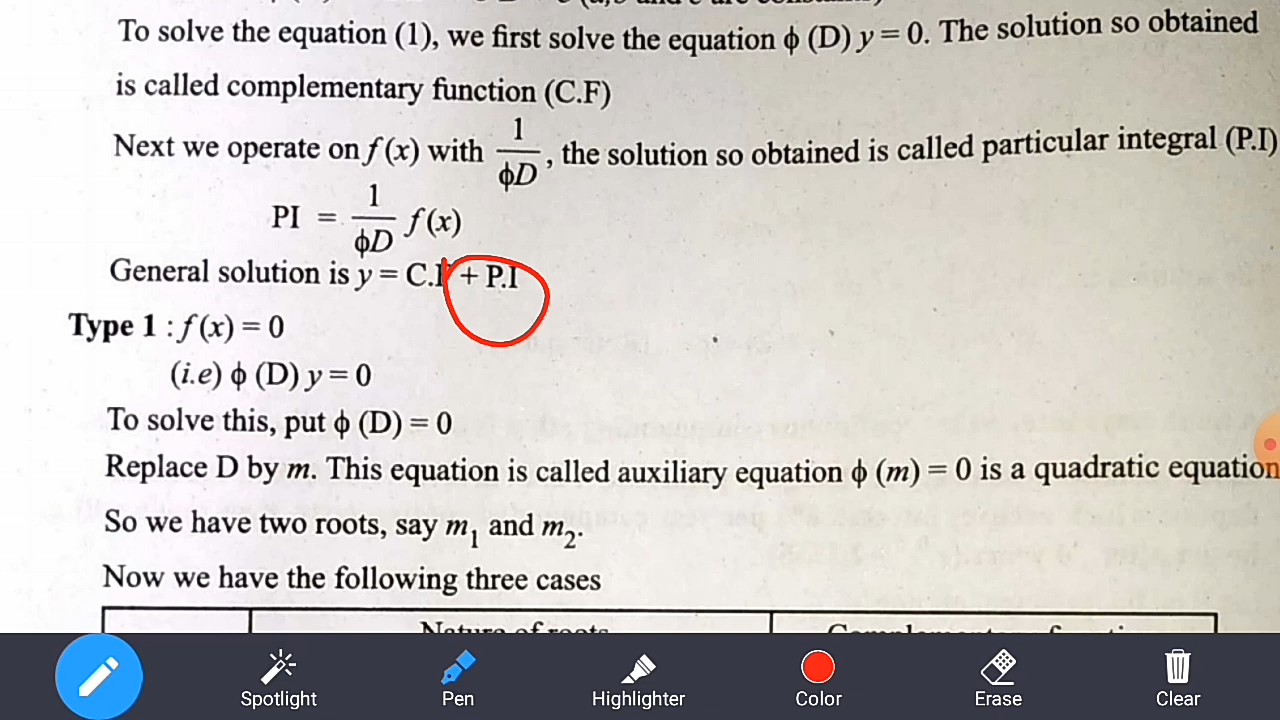 To solve the equation (1), we first solve the equation ϕ (D) y = 0. The solution so obtained
is called complementary function (C.F)
Next we operate on f (x) with 1/ϕD, the solution so obtained is called particular integral (P.I)
PI = 1/ϕD f(x)
General solution is y = C.F + P.I
Type 1 : f (x) = 0
(i.e) ϕ (D) y = 0
To solve this, put ϕ (D) = 0
Replace D by m. This equation is called auxiliary equation ϕ (m) = 0 is a quadratic equation
So we have two roots, say m₁ and m₂.
Now we have the following three cases
Nature of roots
Spotlight
Pen
Highlighter
Color
Erase
Clear